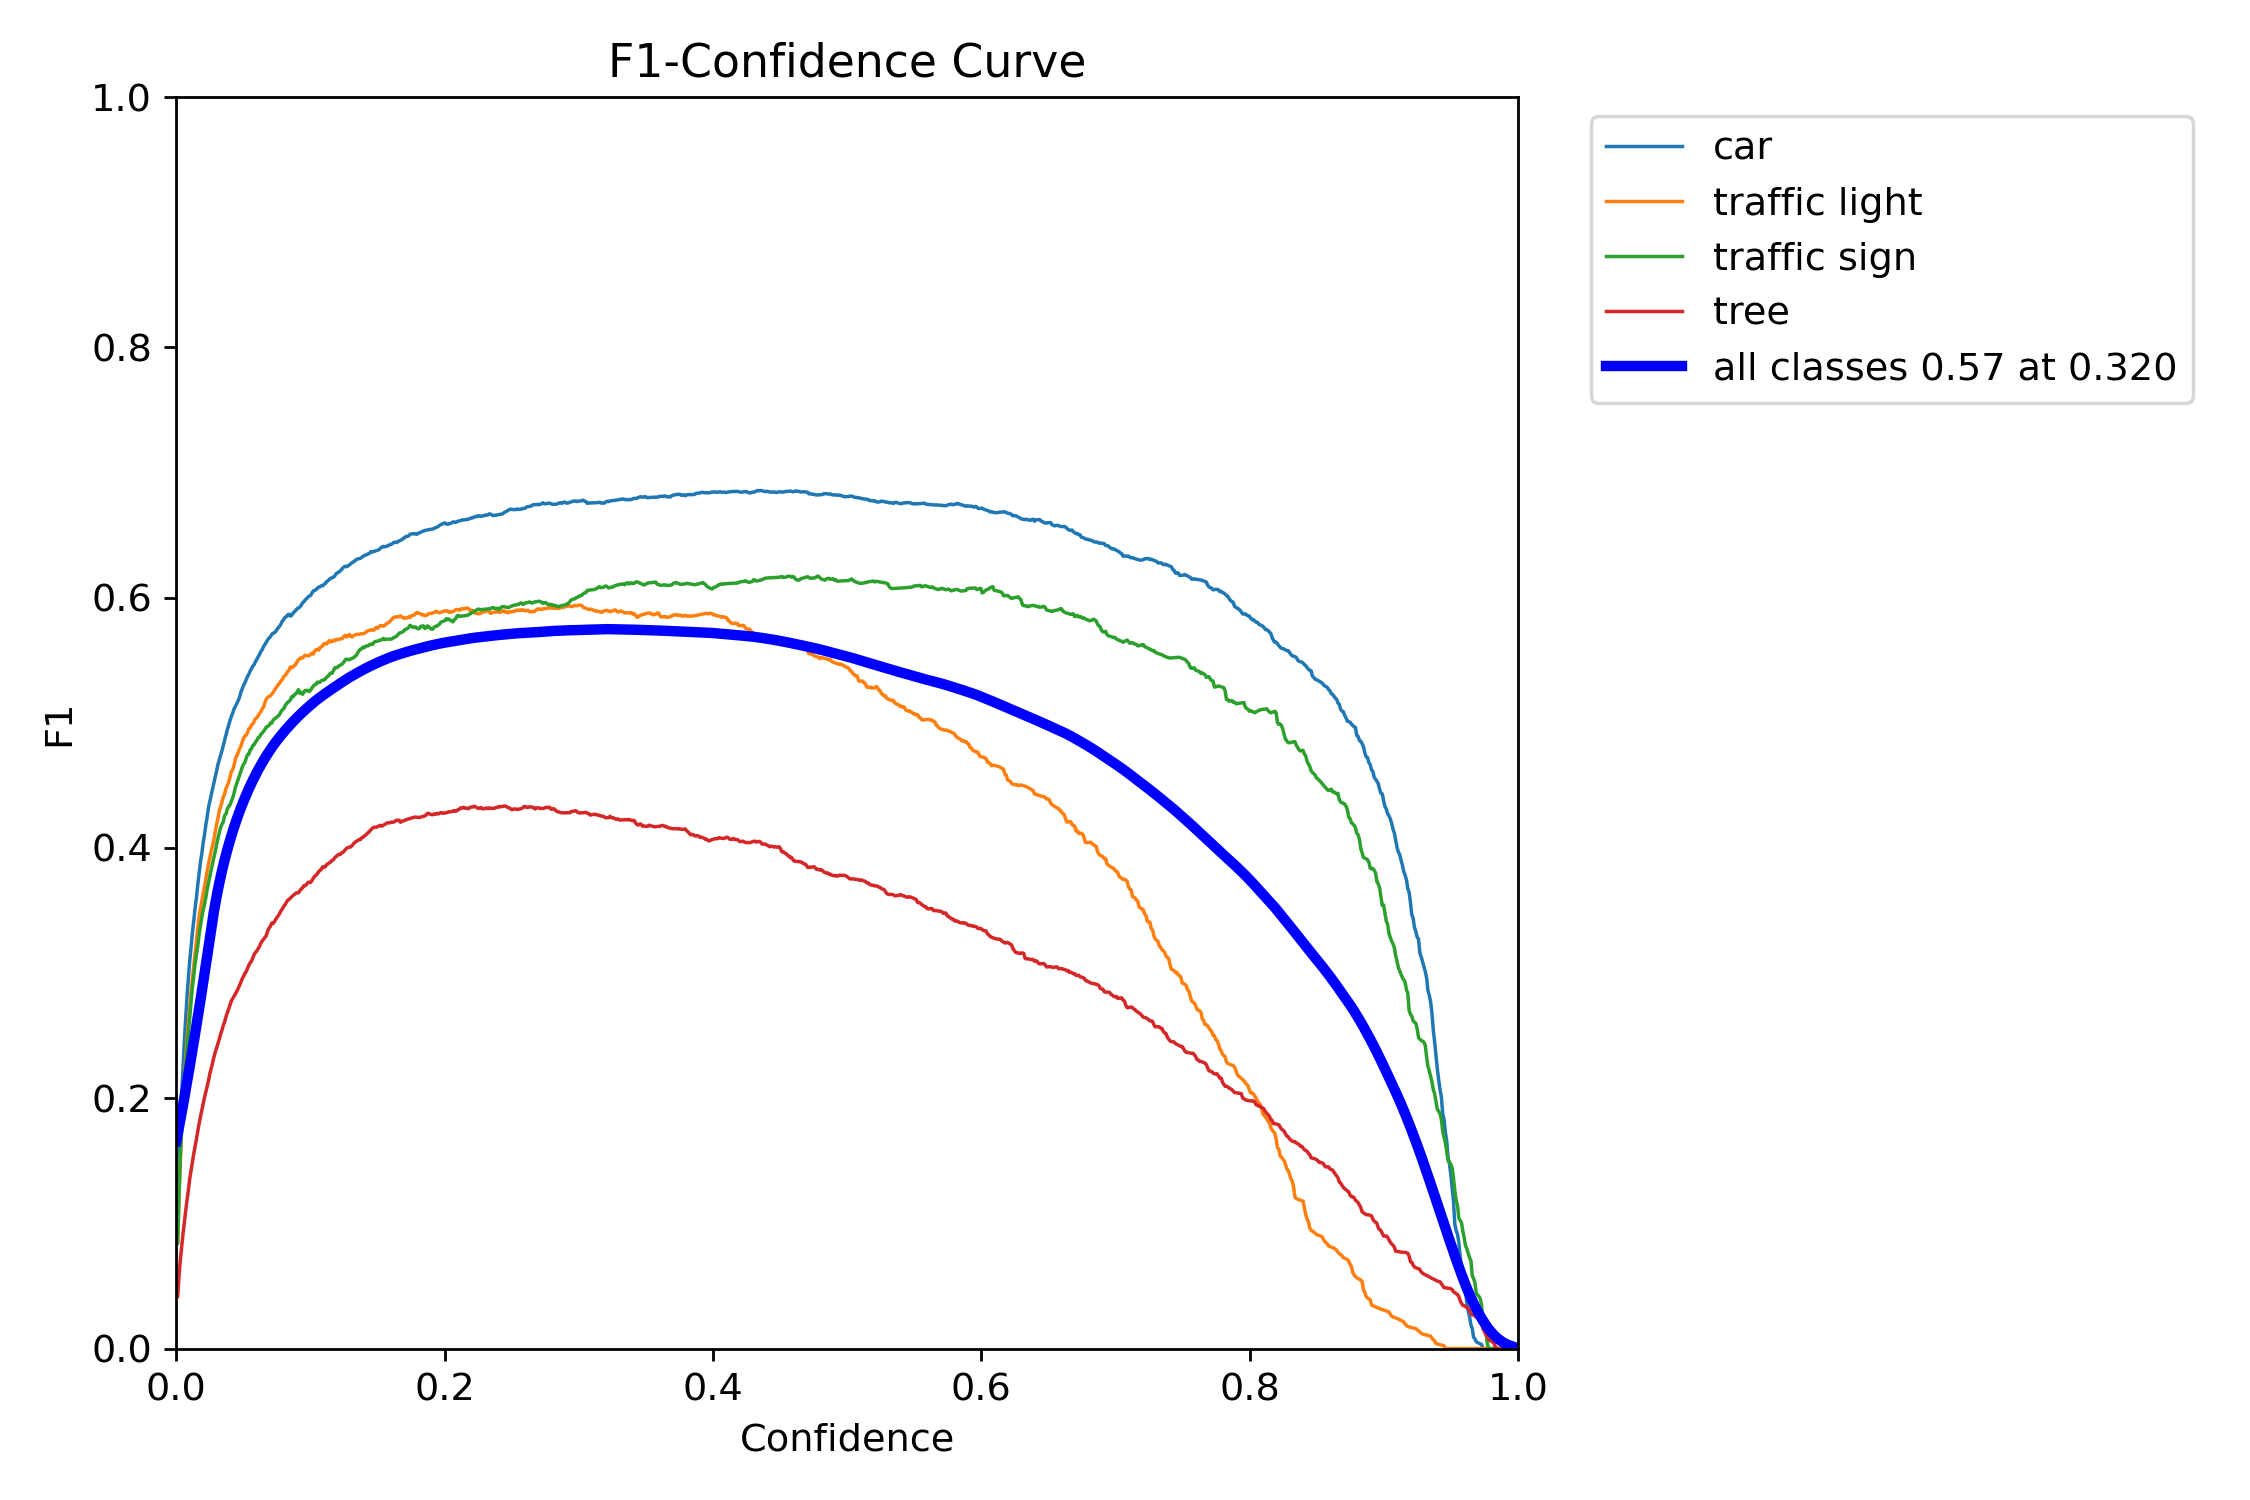 F1-Confidence Curve
1.0
0.8
0.6
0.4
0.2
0.0
F1
0.0 0.2 0.4 0.6 0.8 1.0
Confidence
car
traffic light
traffic sign
tree
all classes 0.57 at 0.320